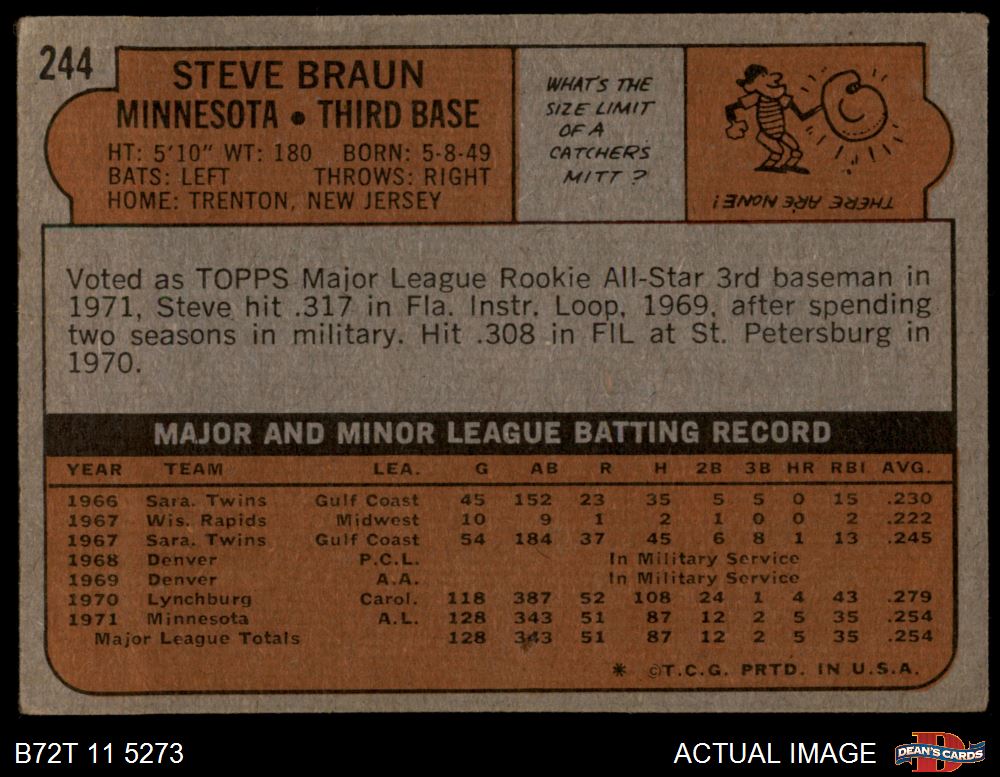 244
STEVE BRAUN
MINNESOTA • THIRD BASE
HT: 5'10" WT: 180 BORN: 5-8-49
BATS: LEFT THROWS: RIGHT
HOME: TRENTON, NEW JERSEY
WHAT'S THE
SIZE LIMIT
OF A
CATCHERS
MITT ?
THERE ARE NONE!
Voted as TOPPS Major League Rookie All-Star 3rd baseman in
1971, Steve hit .317 in Fla. Instr. Loop, 1969, after spending
two seasons in military. Hit .308 in FIL at St. Petersburg in
1970.
MAJOR AND MINOR LEAGUE BATTING RECORD
YEAR TEAM LEA. G AB R H 2B 3B HR RBI AVG.
1966 Sara. Twins Gulf Coast 45 152 23 35 5 5 0 15 .230
1967 Wis. Rapids Midwest 10 9 1 2 1 0 0 2 .222
1967 Sara. Twins Gulf Coast 54 184 37 45 6 8 1 13 .245
1968 Denver P.C.L. In Military Service
1969 Denver A.A. In Military Service
1970 Lynchburg Carol. 118 387 52 108 24 1 4 43 .279
1971 Minnesota A.L. 128 343 51 87 12 2 5 35 .254
Major League Totals 128 343 51 87 12 2 5 35 .254
* ©T.C.G. PRTD. IN U.S.A.
B72T 11 5273
ACTUAL IMAGE
DEAN'S CARDS